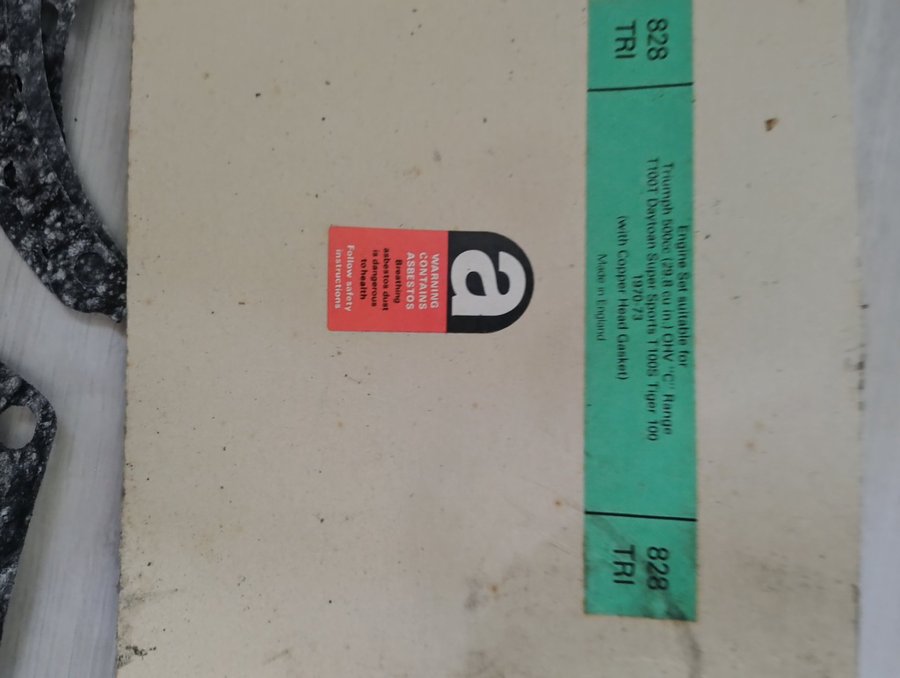 828
TRI
Engine Set suitable for
Triumph 500cc (29.8 cu in.) OHV "C" Range
T100T Daytoan Super Sports T100S Tiger 100
1970-73
(with Copper Head Gasket)
Made in England
828
TRI
a
WARNING
CONTAINS
ASBESTOS
Breathing
asbestos dust
is dangerous
to health
Follow safety
instructions